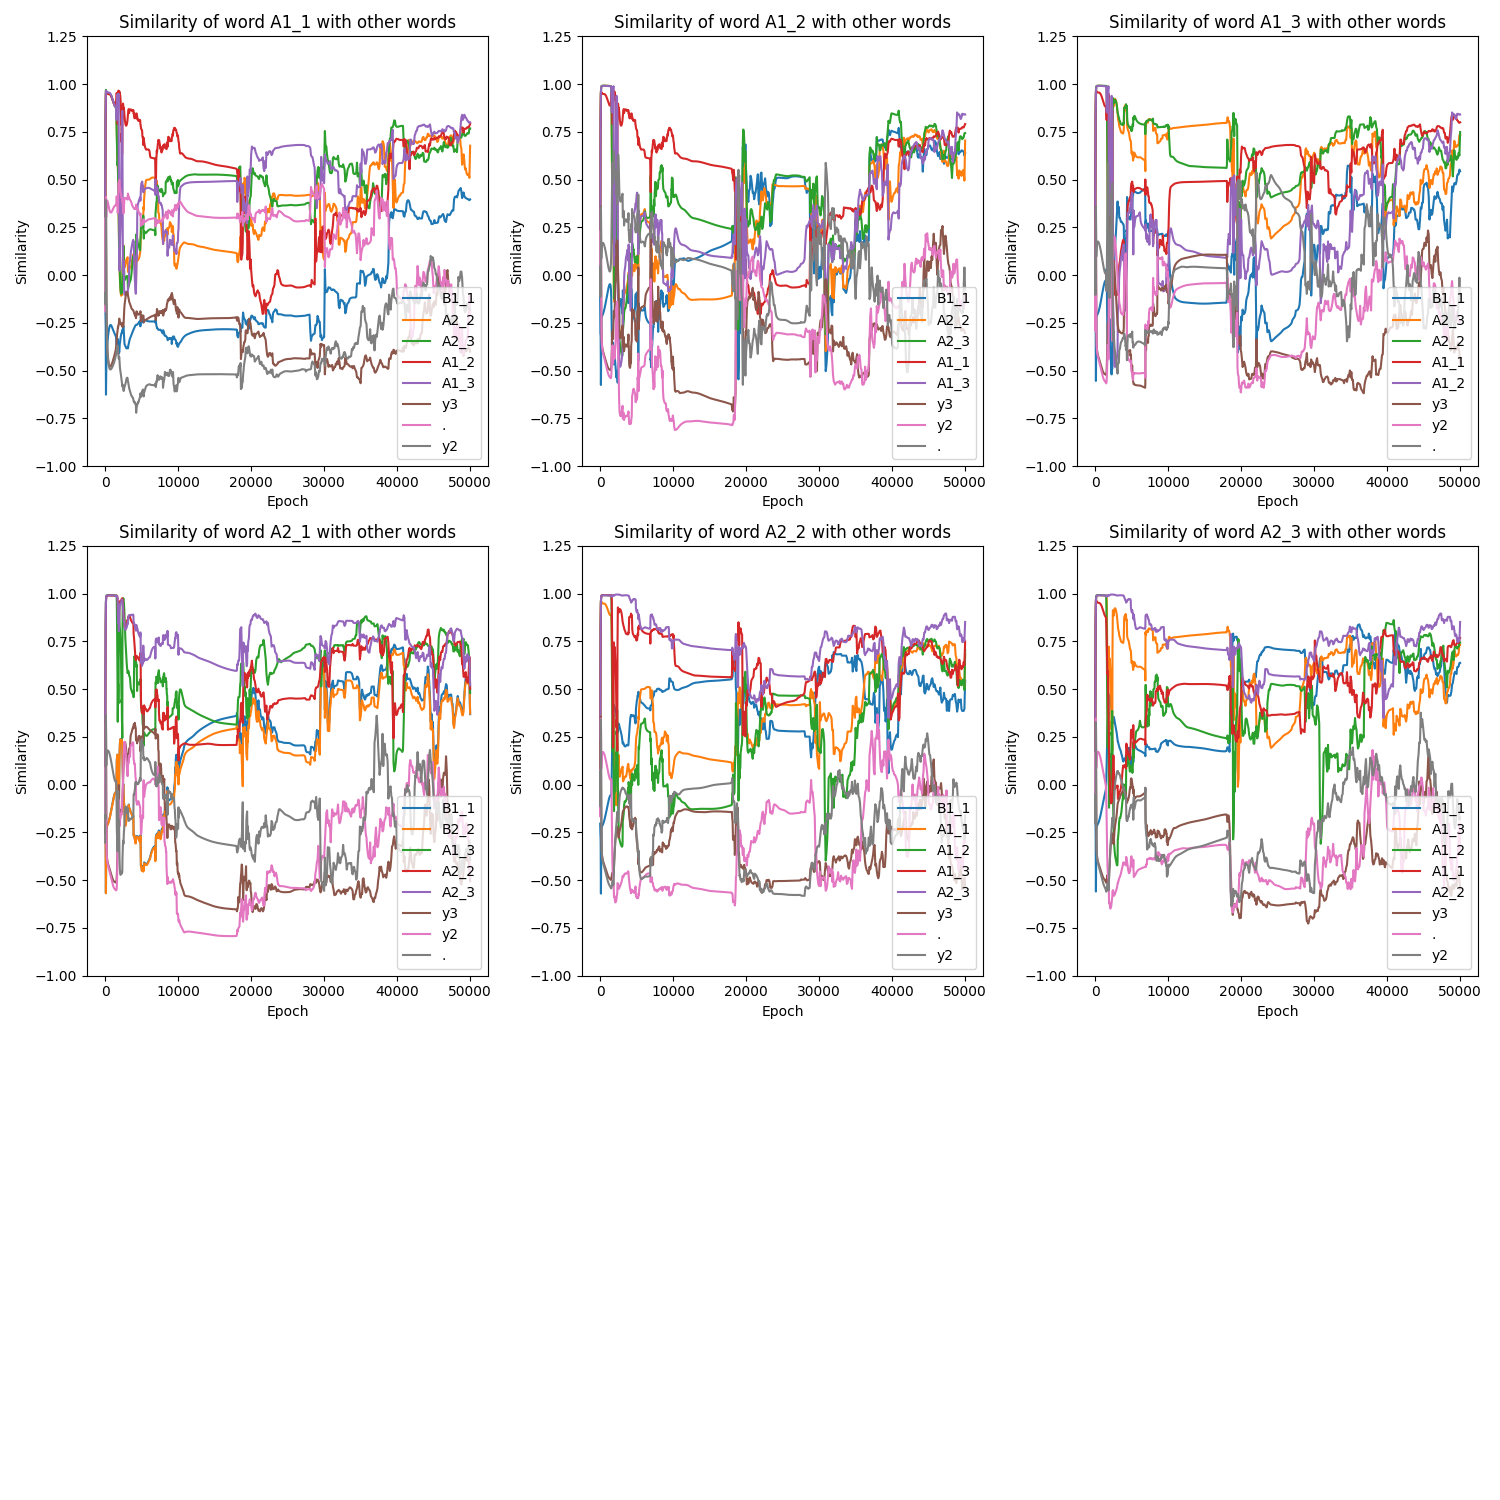 Similarity of word A1_1 with other words
1.25
1.00
0.75
0.50
0.25
0.00
−0.25
−0.50
−0.75
−1.00
Similarity
0 10000 20000 30000 40000 50000
Epoch
B1_1
A2_2
A2_3
A1_2
A1_3
y3
.
y2
Similarity of word A1_2 with other words
1.25
1.00
0.75
0.50
0.25
0.00
−0.25
−0.50
−0.75
−1.00
Similarity
0 10000 20000 30000 40000 50000
Epoch
B1_1
A2_2
A2_3
A1_1
A1_3
y3
y2
.
Similarity of word A1_3 with other words
1.25
1.00
0.75
0.50
0.25
0.00
−0.25
−0.50
−0.75
−1.00
Similarity
0 10000 20000 30000 40000 50000
Epoch
B1_1
A2_3
A2_2
A1_1
A1_2
y3
y2
.
Similarity of word A2_1 with other words
1.25
1.00
0.75
0.50
0.25
0.00
−0.25
−0.50
−0.75
−1.00
Similarity
0 10000 20000 30000 40000 50000
Epoch
B1_1
B2_2
A1_3
A2_2
A2_3
y3
y2
.
Similarity of word A2_2 with other words
1.25
1.00
0.75
0.50
0.25
0.00
−0.25
−0.50
−0.75
−1.00
Similarity
0 10000 20000 30000 40000 50000
Epoch
B1_1
A1_1
A1_2
A1_3
A2_3
y3
.
y2
Similarity of word A2_3 with other words
1.25
1.00
0.75
0.50
0.25
0.00
−0.25
−0.50
−0.75
−1.00
Similarity
0 10000 20000 30000 40000 50000
Epoch
B1_1
A1_3
A1_2
A1_1
A2_2
y3
.
y2